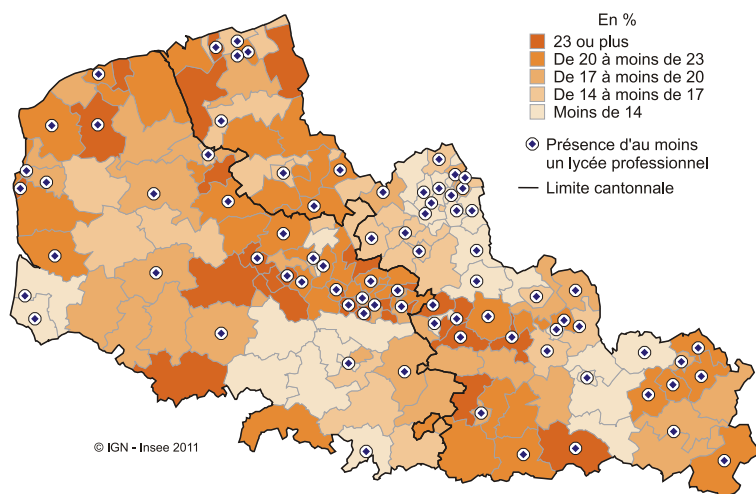 En %
23 ou plus
De 20 à moins de 23
De 17 à moins de 20
De 14 à moins de 17
Moins de 14
Présence d'au moins
un lycée professionnel
Limite cantonnale
© IGN - Insee 2011